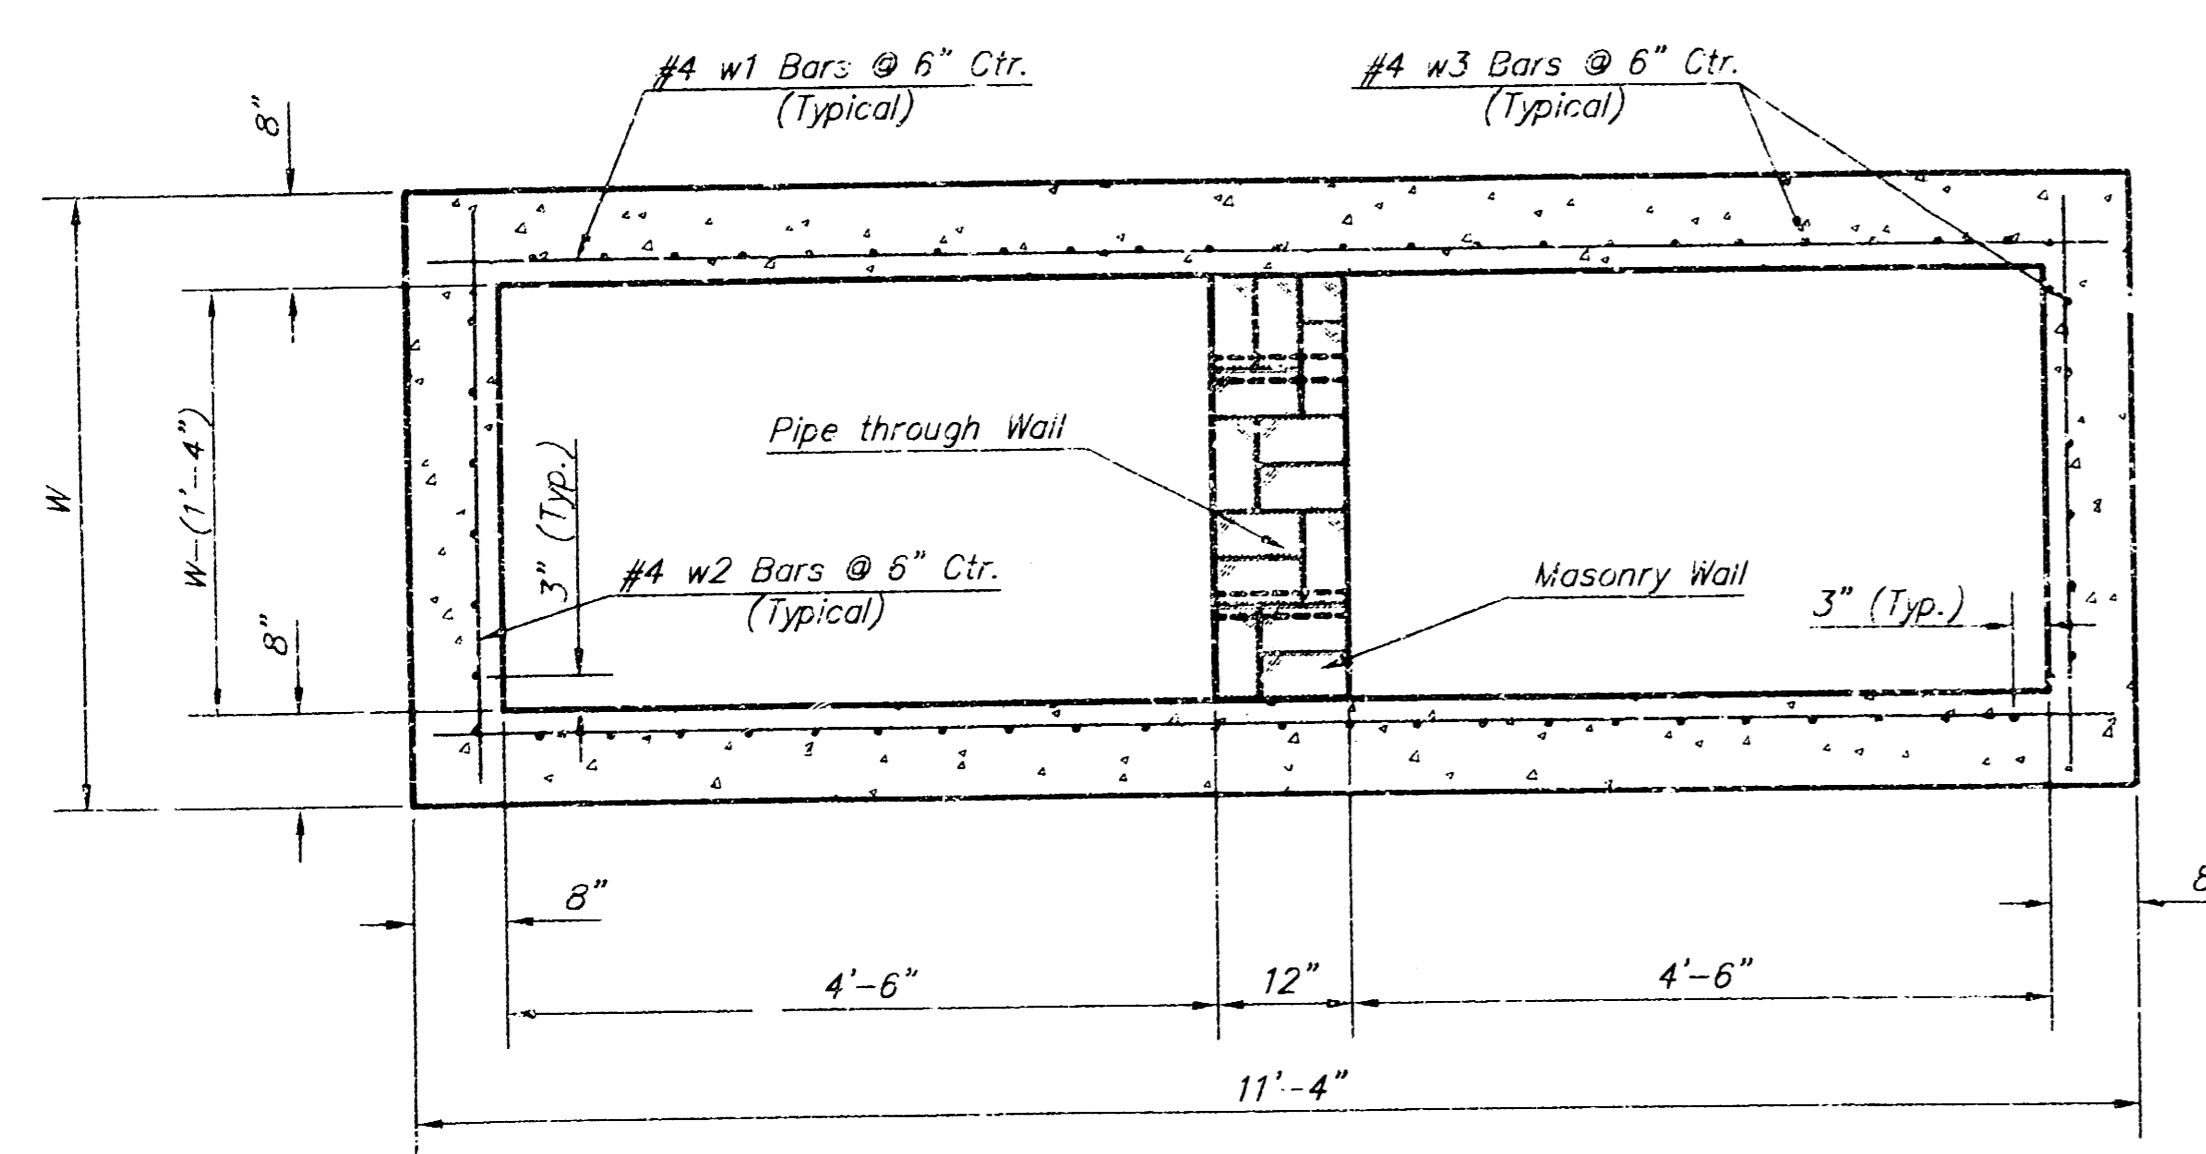 #4 w1 Bars @ 6" Ctr.
(Typical)
#4 w3 Bars @ 6" Ctr.
(Typical)
8"
W
W-(1'-4")
8"
3" (Typ.)
Pipe through Wall
#4 w2 Bars @ 6" Ctr.
(Typical)
Masonry Wall
3" (Typ.)
8"
8
4'-6"
12"
4'-6"
11'-4"